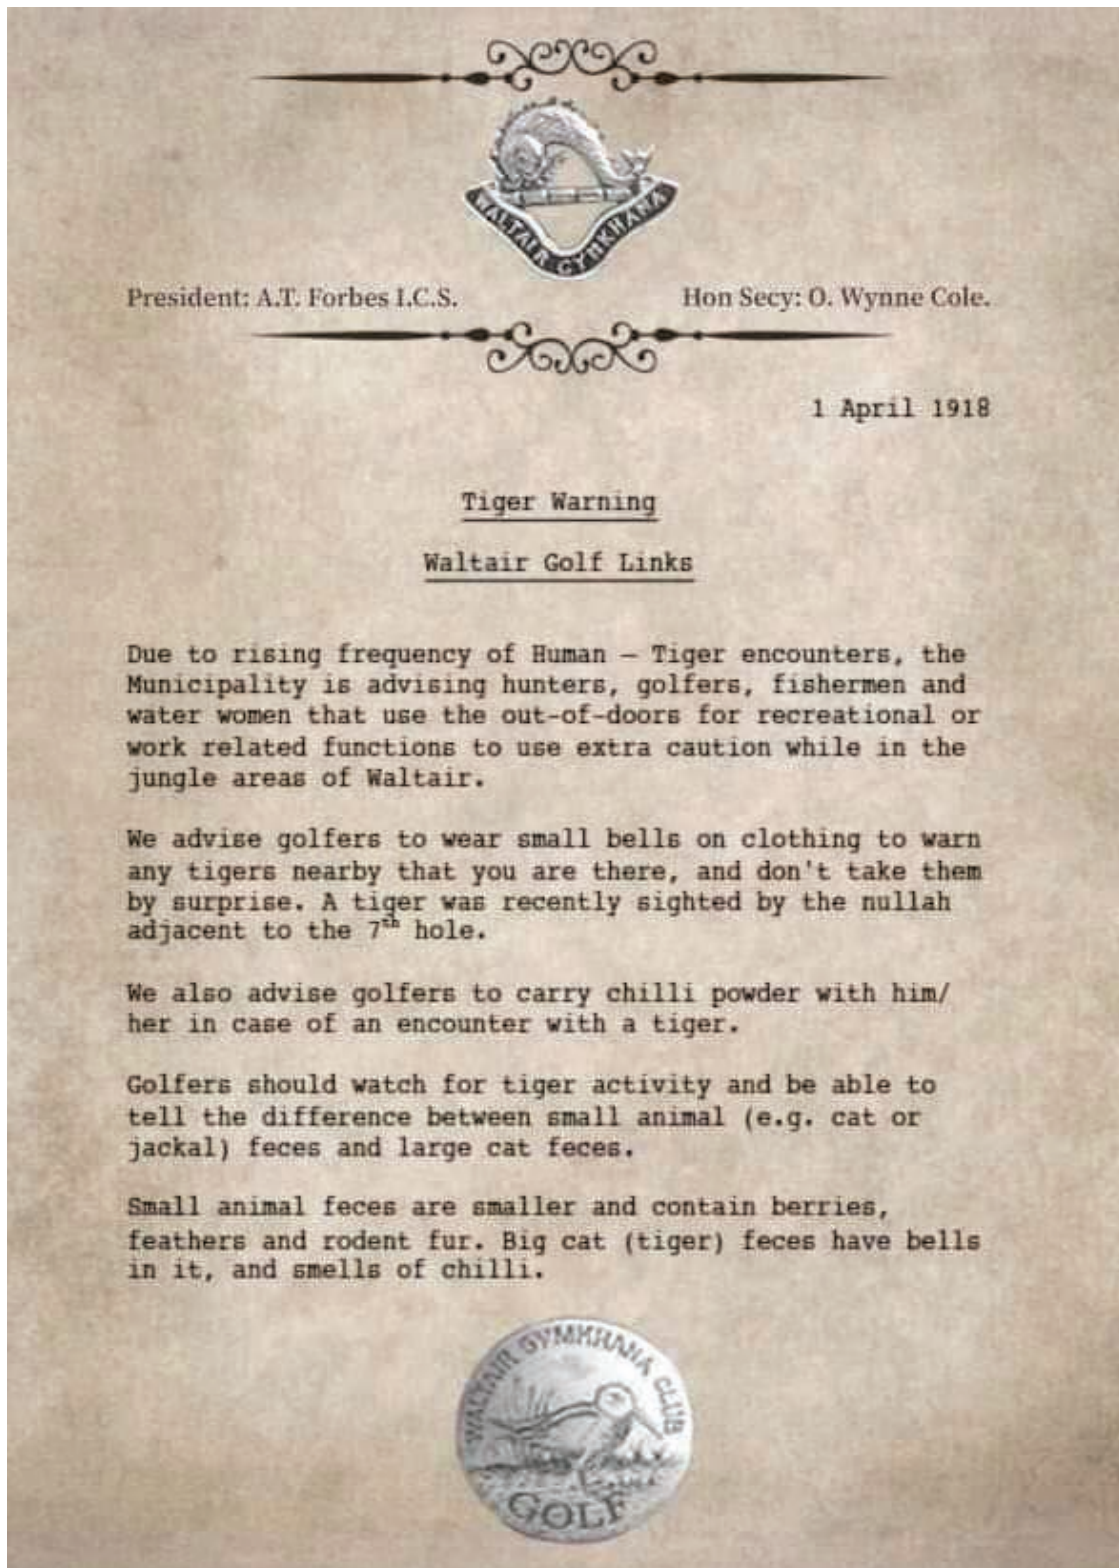 WALTAIR GYMKHANA
President: A.T. Forbes I.C.S. Hon Secy: O. Wynne Cole.
1 April 1918
Tiger Warning
Waltair Golf Links
Due to rising frequency of Human – Tiger encounters, the
Municipality is advising hunters, golfers, fishermen and
water women that use the out-of-doors for recreational or
work related functions to use extra caution while in the
jungle areas of Waltair.
We advise golfers to wear small bells on clothing to warn
any tigers nearby that you are there, and don't take them
by surprise. A tiger was recently sighted by the nullah
adjacent to the 7th hole.
We also advise golfers to carry chilli powder with him/
her in case of an encounter with a tiger.
Golfers should watch for tiger activity and be able to
tell the difference between small animal (e.g. cat or
jackal) feces and large cat feces.
Small animal feces are smaller and contain berries,
feathers and rodent fur. Big cat (tiger) feces have bells
in it, and smells of chilli.
WALTAIR GYMKHANA CLUB
GOLF